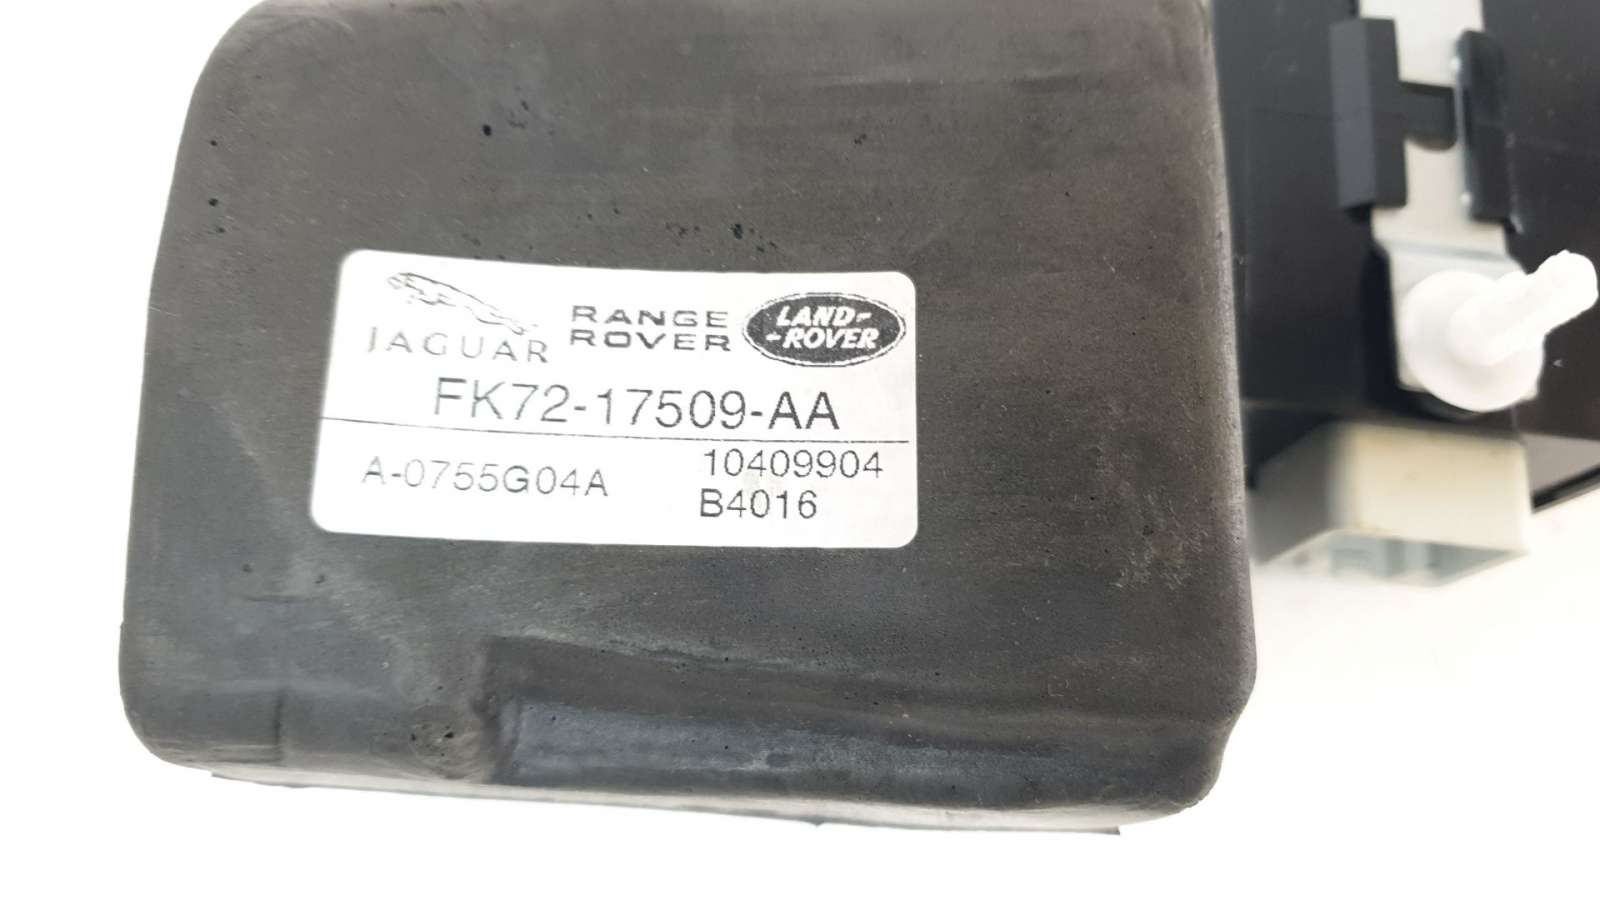 JAGUAR
RANGE
ROVER
LAND-
-ROVER
FK72-17509-AA
A-0755G04A
10409904
B4016